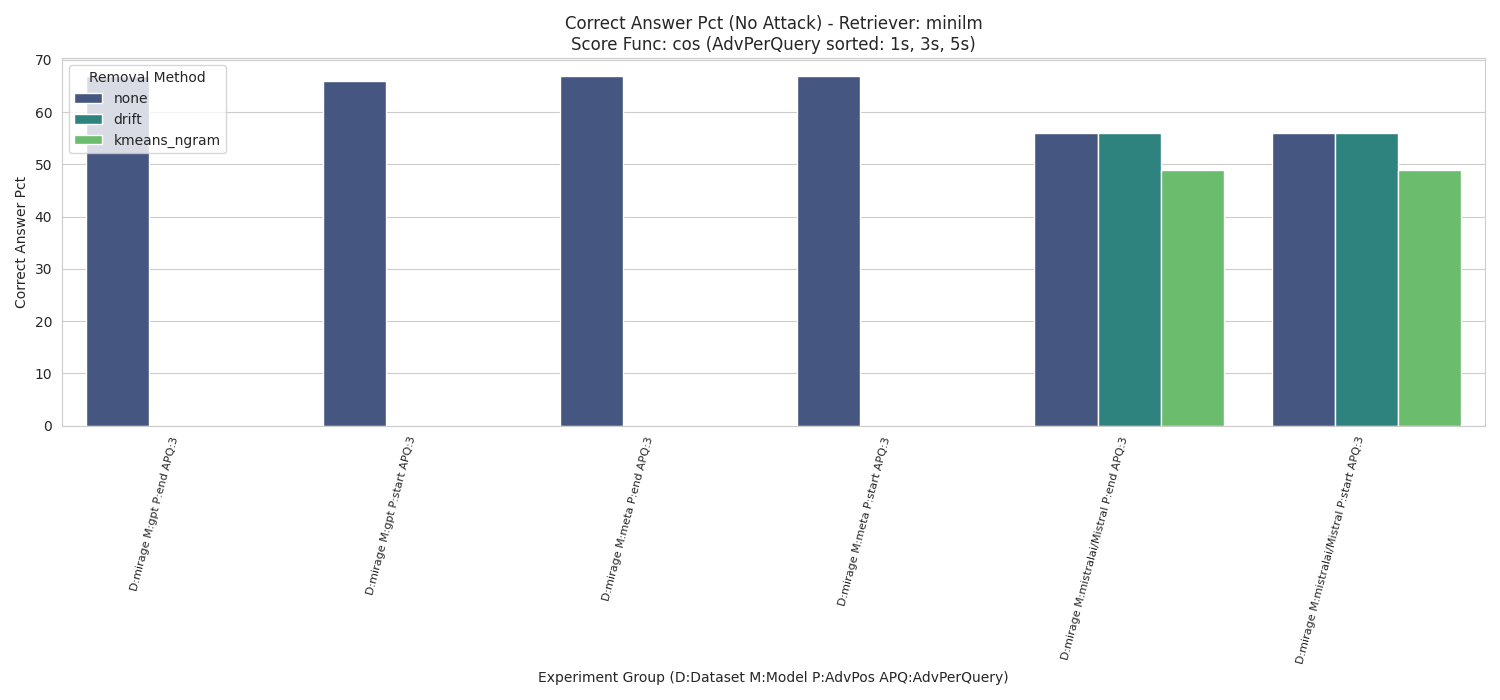 Correct Answer Pct (No Attack) - Retriever: minilm
Score Func: cos (AdvPerQuery sorted: 1s, 3s, 5s)
Removal Method
none
drift
kmeans_ngram
Correct Answer Pct
70
60
50
40
30
20
10
0
D:mirage M:gpt P:end APQ:3
D:mirage M:gpt P:start APQ:3
D:mirage M:meta P:end APQ:3
D:mirage M:meta P:start APQ:3
D:mirage M:mistralai/Mistral P:end APQ:3
D:mirage M:mistralai/Mistral P:start APQ:3
Experiment Group (D:Dataset M:Model P:AdvPos APQ:AdvPerQuery)